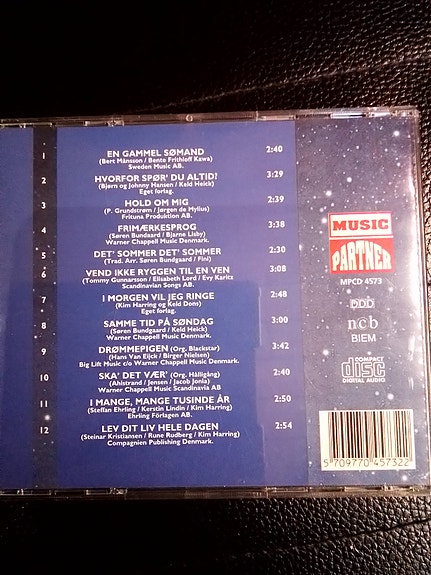 1 EN GAMMEL SØMAND 2:40
(Bert Månsson / Bente Frithioff Kawa)
Sweden Music AB.
2 HVORFOR SPØR' DU ALTID? 3:29
(Bjørn og Johnny Hansen / Keld Heick)
Eget forlag.
3 HOLD OM MIG 2:39
(P. Grundström / Jørgen de Mylius)
Frituna Produktion AB.
4 FRIMÆRKESPROG 3:38
(Søren Bundgaard / Bjarne Lisby)
Warner Chappell Music Denmark.
5 DET' SOMMER DET' SOMMER 2:30
(Trad. Arr. Søren Bundgaard / Fini)
6 VEND IKKE RYGGEN TIL EN VEN 3:08
(Tommy Gunnarsson / Elisabeth Lord / Evy Karitz
Scandinavian Songs AB.
7 I MORGEN VIL JEG RINGE 2:48
(Kim Harring og Keld Dom)
Eget forlag.
8 SAMME TID PÅ SØNDAG 3:00
(Søren Bundgaard / Keld Heick)
Warner Chappell Music Denmark.
9 DRØMMEPIGEN (Org. Blackstar) 3:42
(Hans Van Eijck / Birger Nielsen)
Big Lift Music c/o Warner Chappell Music Denmark.
10 SKA' DET VÆR' (Org. Hälligäng) 2:40
(Ahlstrand / Jensen / Jacob Jonia)
Warner Chappell Music Scandinavia AB
11 I MANGE, MANGE TUSINDE ÅR 2:50
(Steffan Ehrling / Kerstin Lindin / Kim Harring)
Ehrling Förlagen AB.
12 LEV DIT LIV HELE DAGEN 2:54
(Steinar Kristiansen / Rune Rudberg / Kim Harring)
Compagnien Publishing Denmark.
MUSIC
PARTNER
MPCD 4573
DDD
ncb
BIEM
COMPACT
disc
DIGITAL AUDIO
5 709770 457322